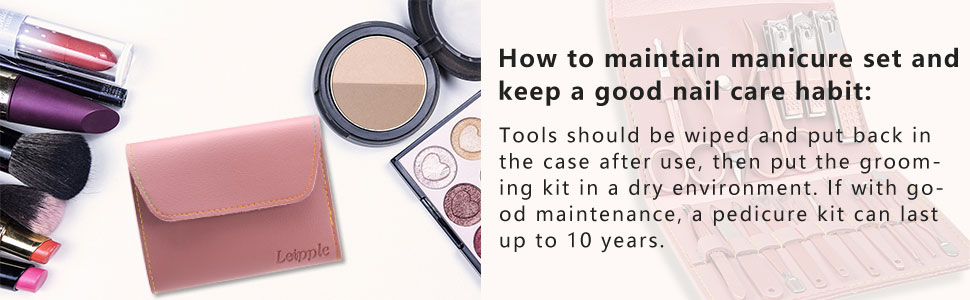 Leipple
How to maintain manicure set and
keep a good nail care habit:
Tools should be wiped and put back in
the case after use, then put the groom-
ing kit in a dry environment. If with go-
od maintenance, a pedicure kit can last
up to 10 years.